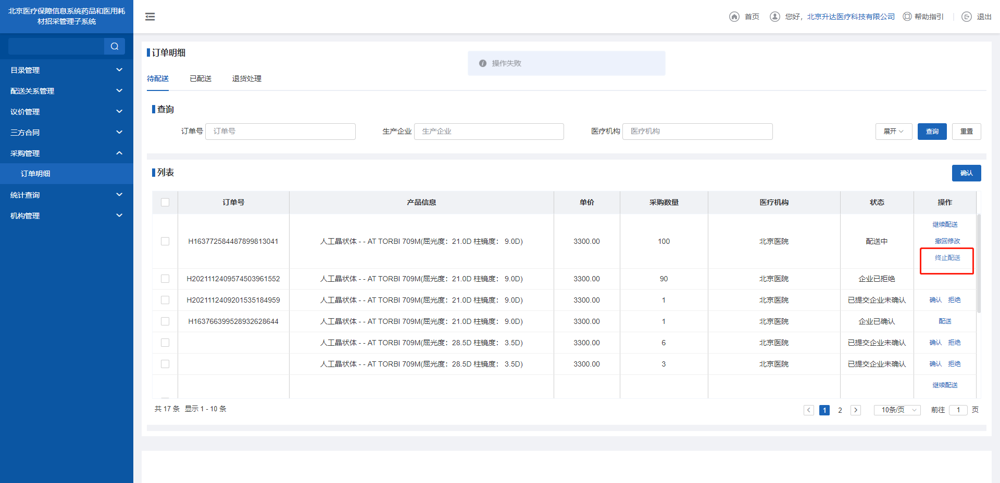 北京医疗保障信息系统药品和医用耗
材招采管理子系统
首页 您好，北京升达医疗科技有限公司 帮助指引 退出
目录管理
配送关系管理
议价管理
三方合同
采购管理
订单明细
统计查询
机构管理
订单明细
操作失败
待配送 已配送 退货处理
查询
订单号 订单号 生产企业 生产企业 医疗机构 医疗机构 展开 查询 重置
列表 确认
订单号 产品信息 单价 采购数量 医疗机构 状态 操作
H163772584487899813041 人工晶状体 - - AT TORBI 709M(屈光度：21.0D 柱镜度： 9.0D) 3300.00 100 北京医院 配送中 继续配送
撤回修改
终止配送
H2021112409574503961552 人工晶状体 - - AT TORBI 709M(屈光度：21.0D 柱镜度： 9.0D) 3300.00 90 北京医院 企业已拒绝
H2021112409201535184959 人工晶状体 - - AT TORBI 709M(屈光度：21.0D 柱镜度： 9.0D) 3300.00 1 北京医院 已提交企业未确认 确认 拒绝
H163766399528932628644 人工晶状体 - - AT TORBI 709M(屈光度：21.0D 柱镜度： 9.0D) 3300.00 1 北京医院 企业已确认 配送
人工晶状体 - - AT TORBI 709M(屈光度：28.5D 柱镜度： 3.5D) 3300.00 6 北京医院 已提交企业未确认 确认 拒绝
人工晶状体 - - AT TORBI 709M(屈光度：28.5D 柱镜度： 3.5D) 3300.00 3 北京医院 已提交企业未确认 确认 拒绝
继续配送
共 17 条 显示 1 - 10 条 1 2 10条/页 前往 1 页